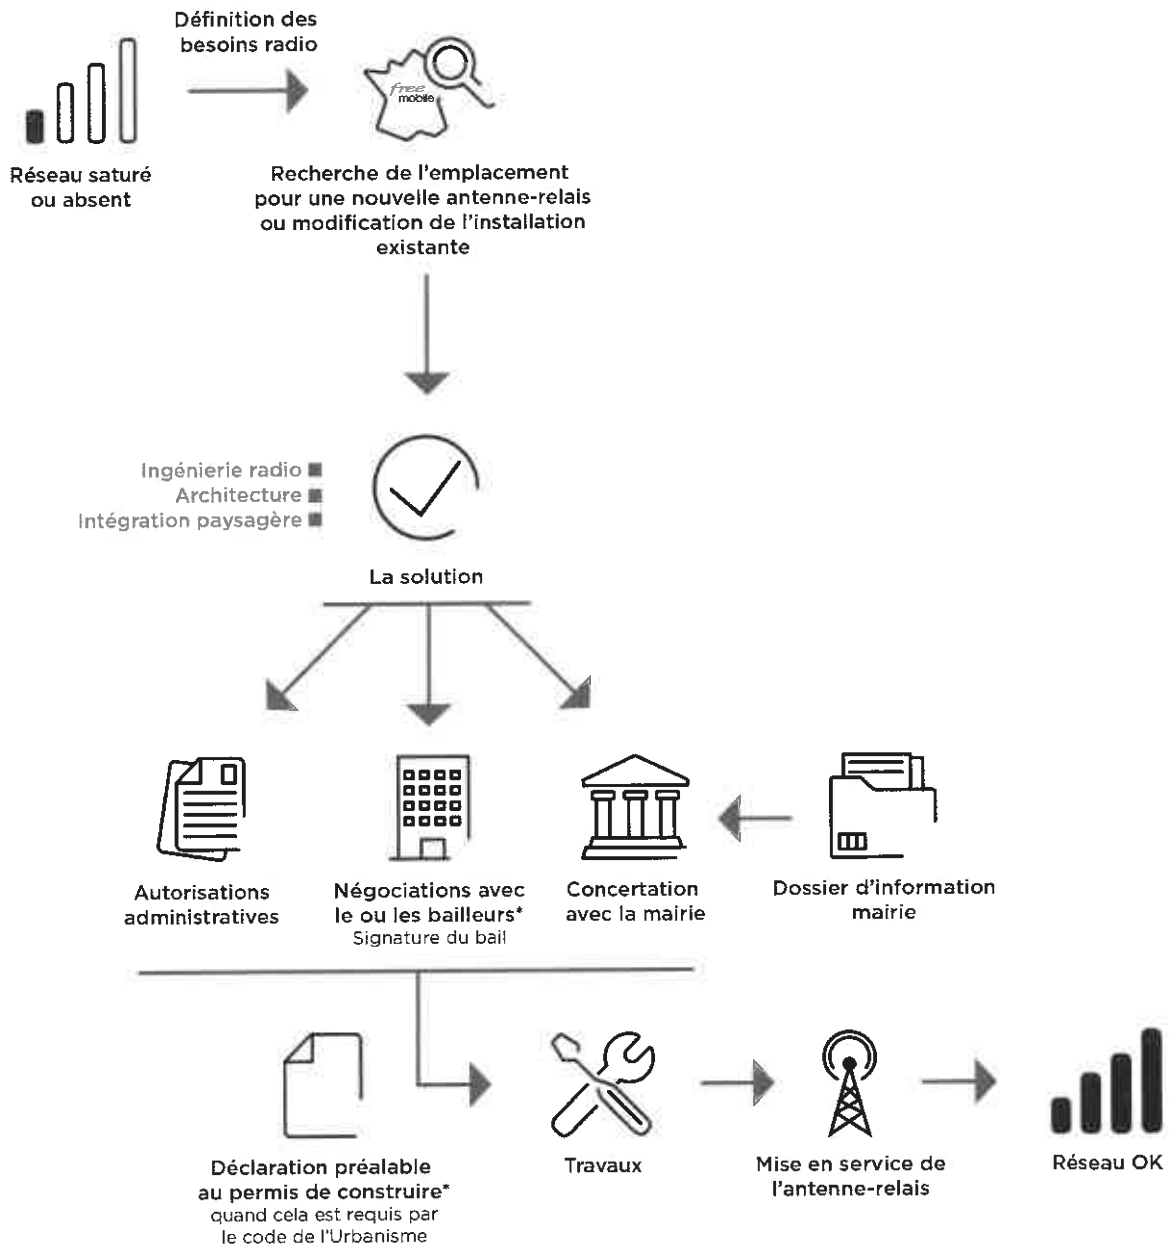 Définition des
besoins radio
free
mobile
Réseau saturé
ou absent
Recherche de l'emplacement
pour une nouvelle antenne-relais
ou modification de l'installation
existante
Ingénierie radio
Architecture
Intégration paysagère
La solution
Autorisations
administratives
Négociations avec
le ou les bailleurs*
Signature du bail
Concertation
avec la mairie
Dossier d'information
mairie
Déclaration préalable
au permis de construire*
quand cela est requis par
le code de l'Urbanisme
Travaux
Mise en service de
l'antenne-relais
Réseau OK